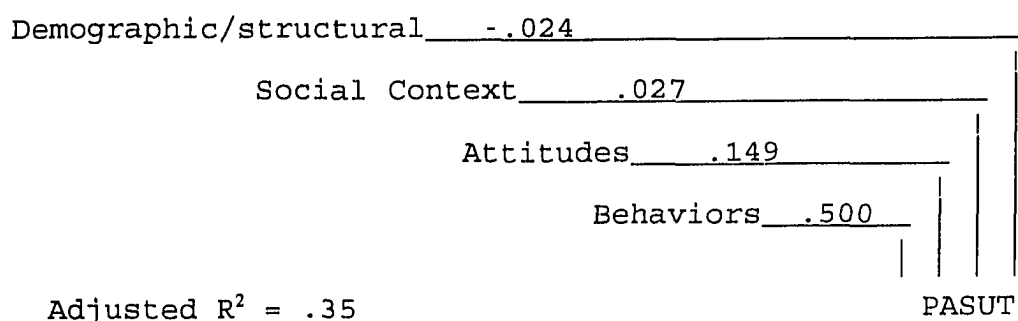 Demographic/structural -.024
Social Context .027
Attitudes .149
Behaviors .500
Adjusted R² = .35 PASUT